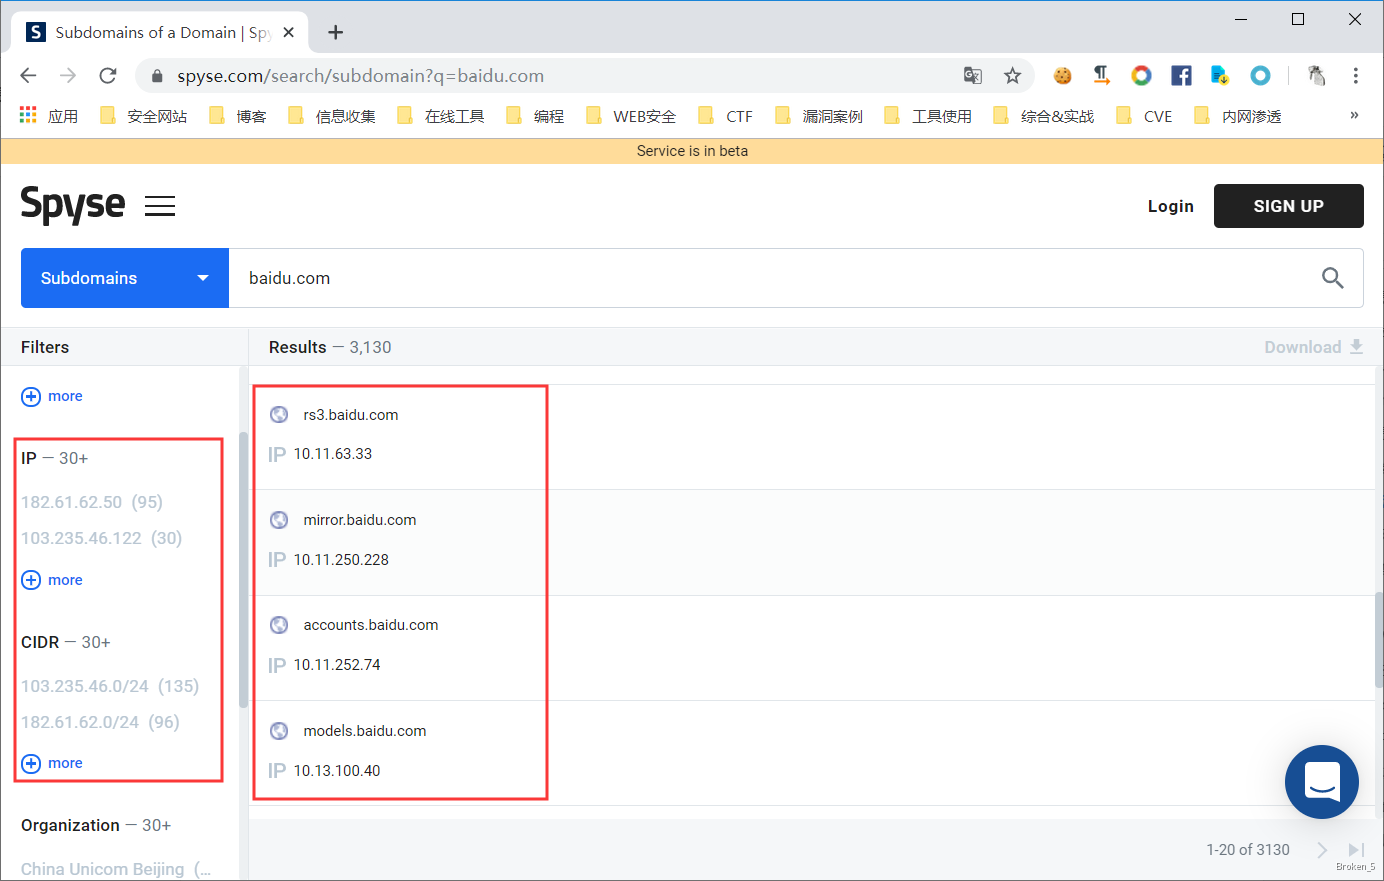 Subdomains of a Domain | Spy
spyse.com/search/subdomain?q=baidu.com
应用 安全网站 博客 信息收集 在线工具 编程 WEB安全 CTF 漏洞案例 工具使用 综合&实战 CVE 内网渗透 »
Service is in beta
Spyse
Login SIGN UP
Subdomains baidu.com
Filters
Results — 3,130
Download
more
IP — 30+
182.61.62.50 (95)
103.235.46.122 (30)
more
CIDR — 30+
103.235.46.0/24 (135)
182.61.62.0/24 (96)
more
Organization — 30+
China Unicom Beijing (...
rs3.baidu.com
IP 10.11.63.33
mirror.baidu.com
IP 10.11.250.228
accounts.baidu.com
IP 10.11.252.74
models.baidu.com
IP 10.13.100.40
1-20 of 3130
Broken_5